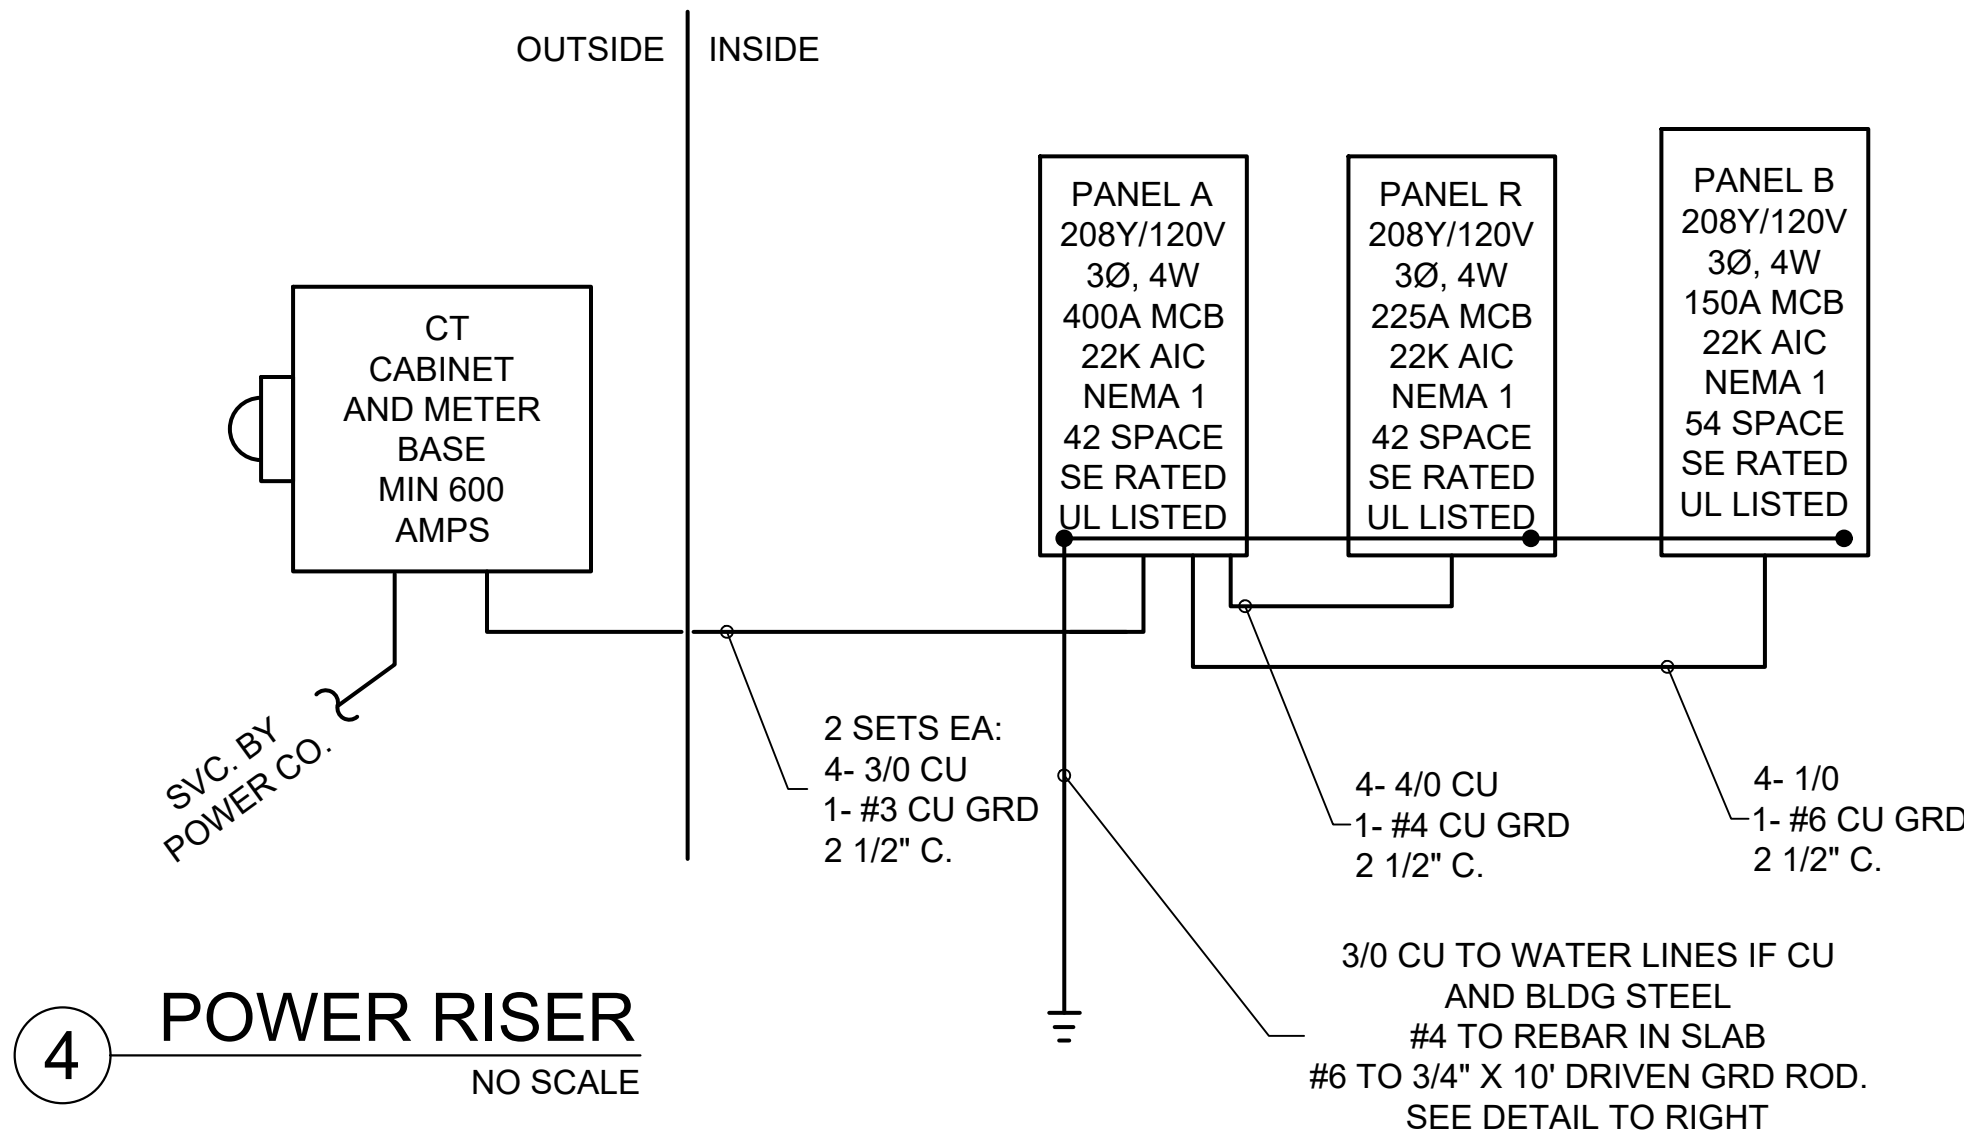 OUTSIDE
INSIDE
CT
CABINET
AND METER
BASE
MIN 600
AMPS
PANEL A
208Y/120V
3Ø, 4W
400A MCB
22K AIC
NEMA 1
42 SPACE
SE RATED
UL LISTED
PANEL R
208Y/120V
3Ø, 4W
225A MCB
22K AIC
NEMA 1
42 SPACE
SE RATED
UL LISTED
PANEL B
208Y/120V
3Ø, 4W
150A MCB
22K AIC
NEMA 1
54 SPACE
SE RATED
UL LISTED
SVC. BY
POWER CO.
2 SETS EA:
4- 3/0 CU
1- #3 CU GRD
2 1/2" C.
4- 4/0 CU
1- #4 CU GRD
2 1/2" C.
4- 1/0
1- #6 CU GRD
2 1/2" C.
3/0 CU TO WATER LINES IF CU
AND BLDG STEEL
#4 TO REBAR IN SLAB
#6 TO 3/4" X 10' DRIVEN GRD ROD.
SEE DETAIL TO RIGHT
4
POWER RISER
NO SCALE